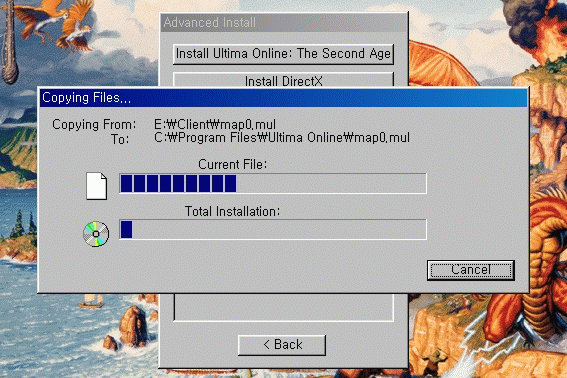 Advanced Install
Install Ultima Online: The Second Age
Install DirectX
Copying Files...
Copying From: E:₩Client₩map0.mul
To: C:₩Program Files₩Ultima Online₩map0.mul
Current File:
Total Installation:
Cancel
< Back